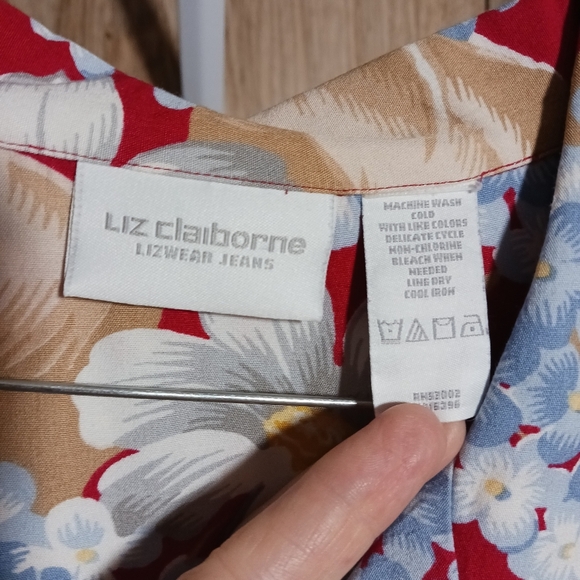 Liz claiborne
LIZWEAR JEANS
MACHINE WASH
COLD
WITH LIKE COLORS
DELICATE CYCLE
NON-CHLORINE
BLEACH WHEN
NEEDED
LINE DRY
COOL IRON